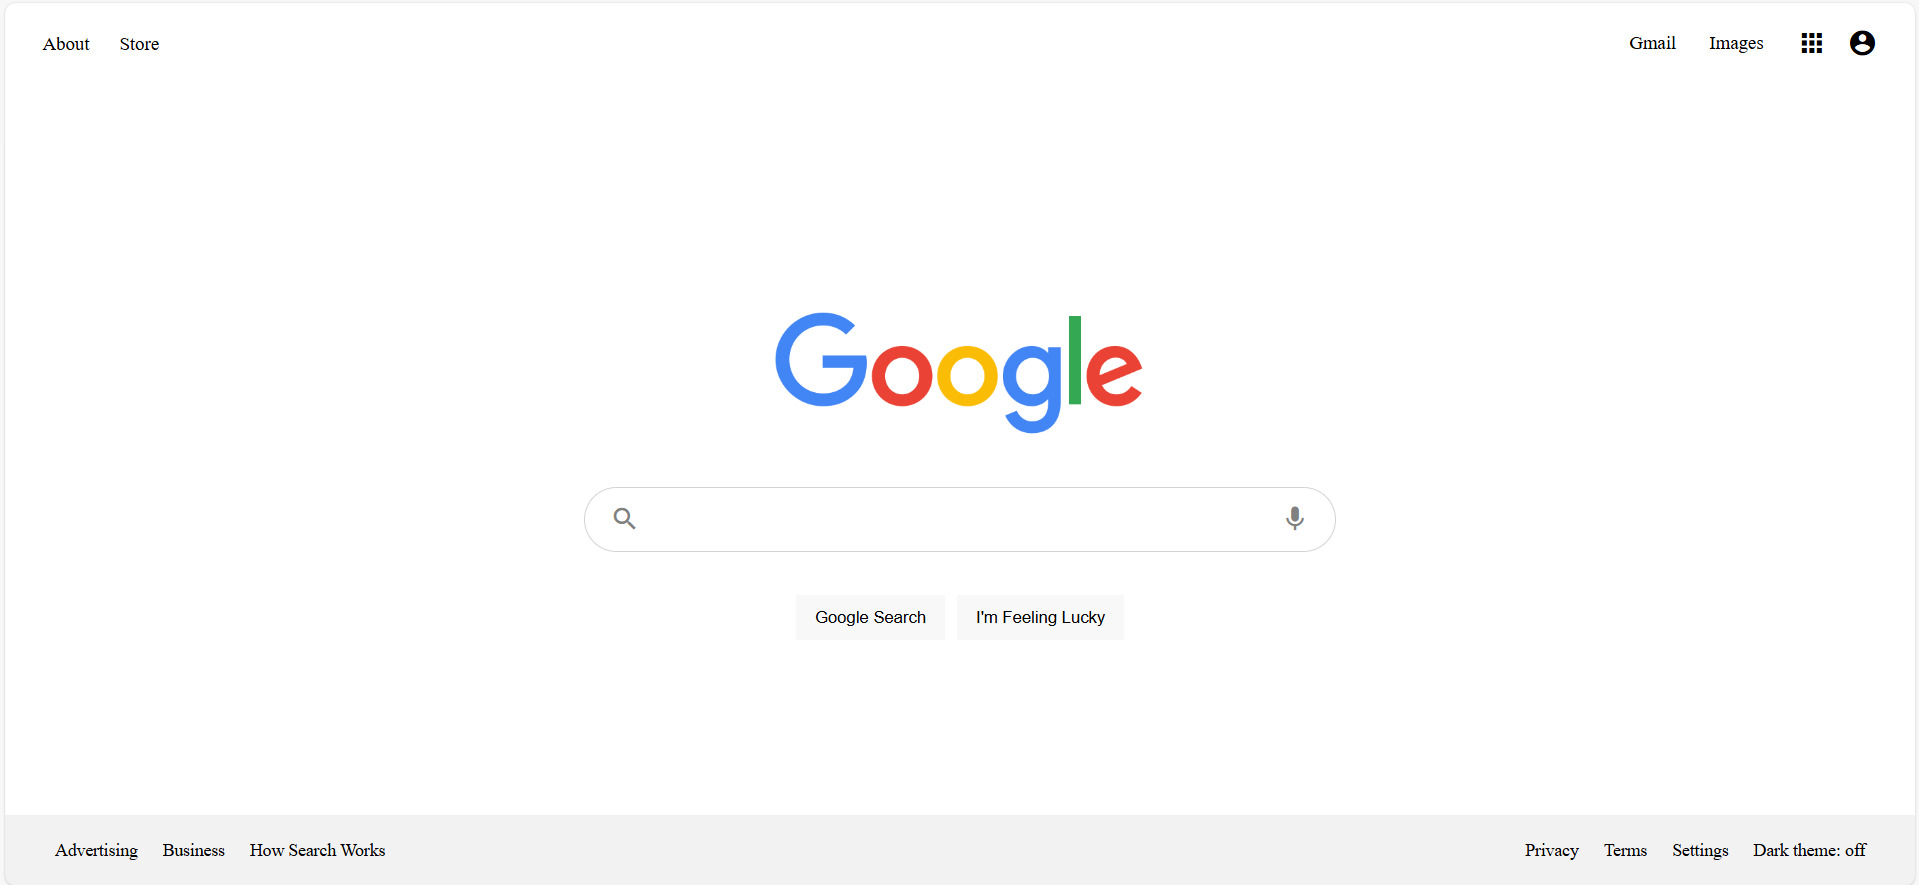 About Store Gmail Images
Google
Google Search I'm Feeling Lucky
Advertising Business How Search Works Privacy Terms Settings Dark theme: off